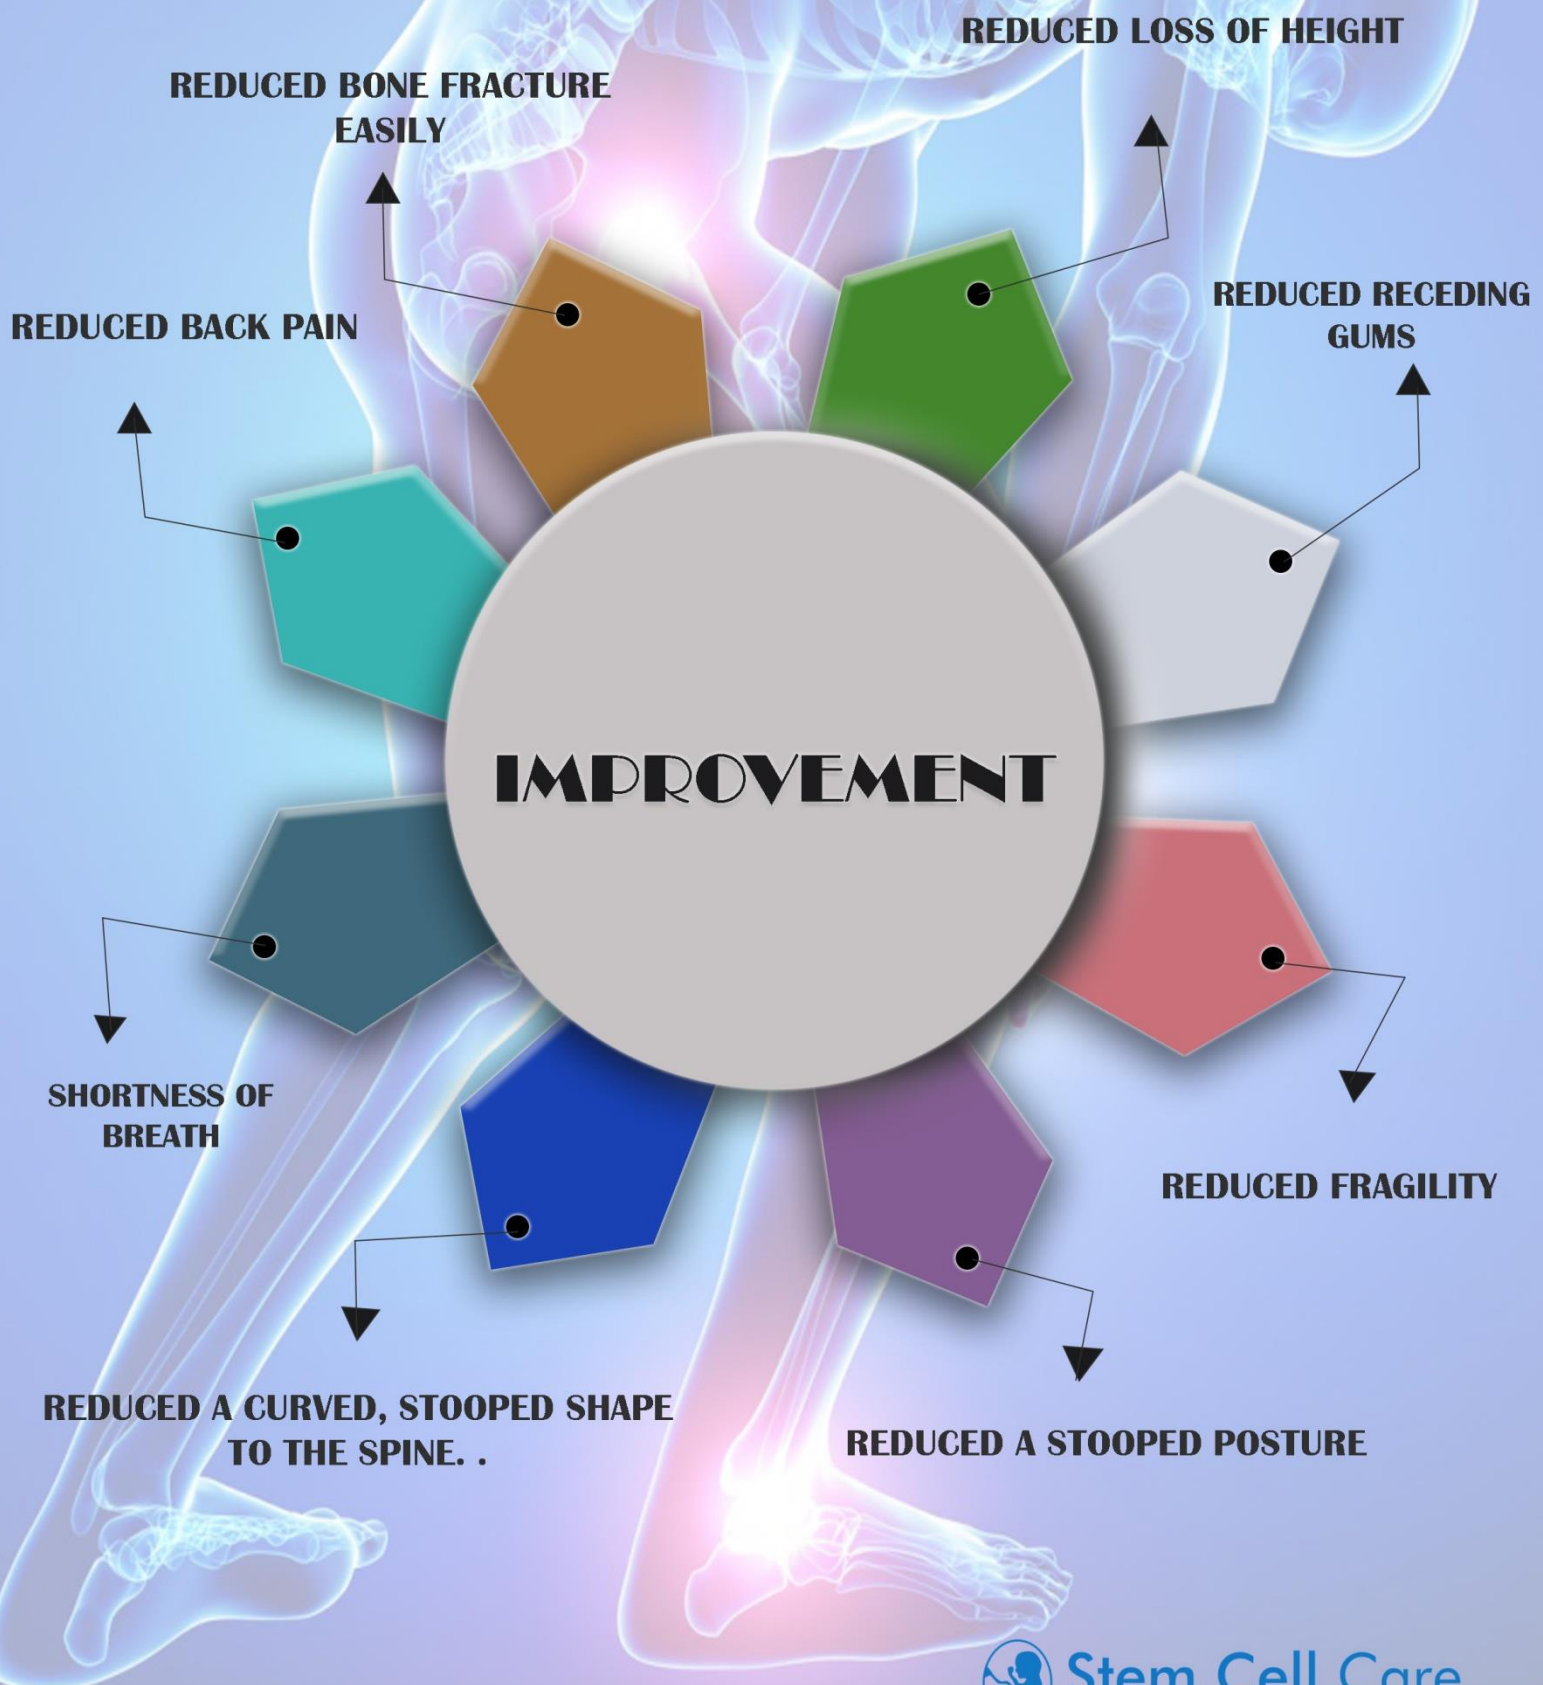 REDUCED LOSS OF HEIGHT
REDUCED BONE FRACTURE
EASILY
REDUCED RECEDING
GUMS
REDUCED BACK PAIN
IMPROVEMENT
SHORTNESS OF
BREATH
REDUCED FRAGILITY
REDUCED A CURVED, STOOPED SHAPE
TO THE SPINE. .
REDUCED A STOOPED POSTURE
Stem Cell Care